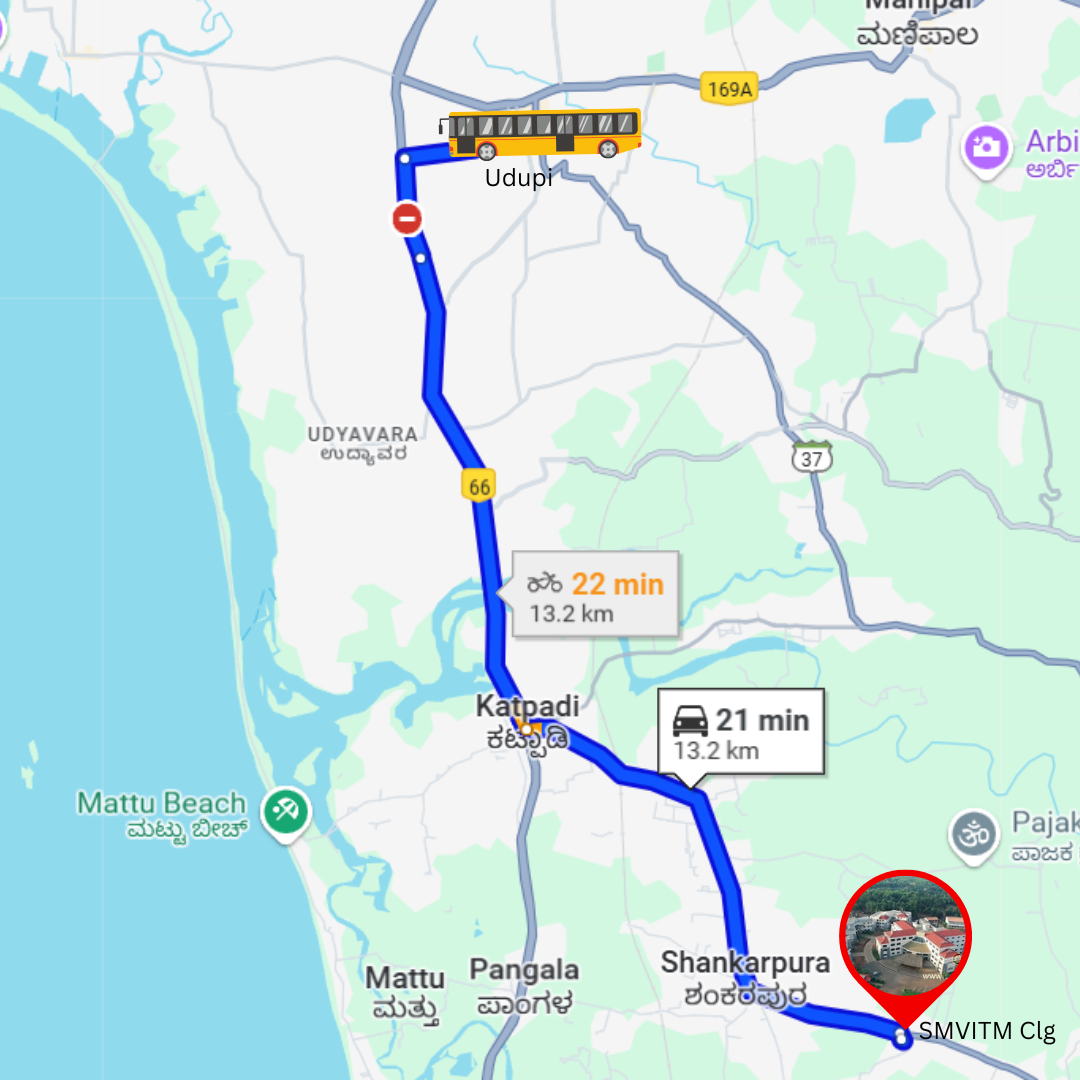 Manipal
ಮಣಿಪಾಲ
169A
Arbi
ಅರ್ಬಿ
Udupi
UDYAVARA
ಉದ್ಯಾವರ
37
66
22 min
13.2 km
Katpadi
ಕಟ್ಪಾಡಿ
21 min
13.2 km
Mattu Beach
ಮಟ್ಟು ಬೀಚ್
Pajak
ಪಾಜಕ
Shankarpura
ಶಂಕರಪುರ
Pangala
ಪಾಂಗಳ
Mattu
ಮತ್ತು
SMVITM Clg